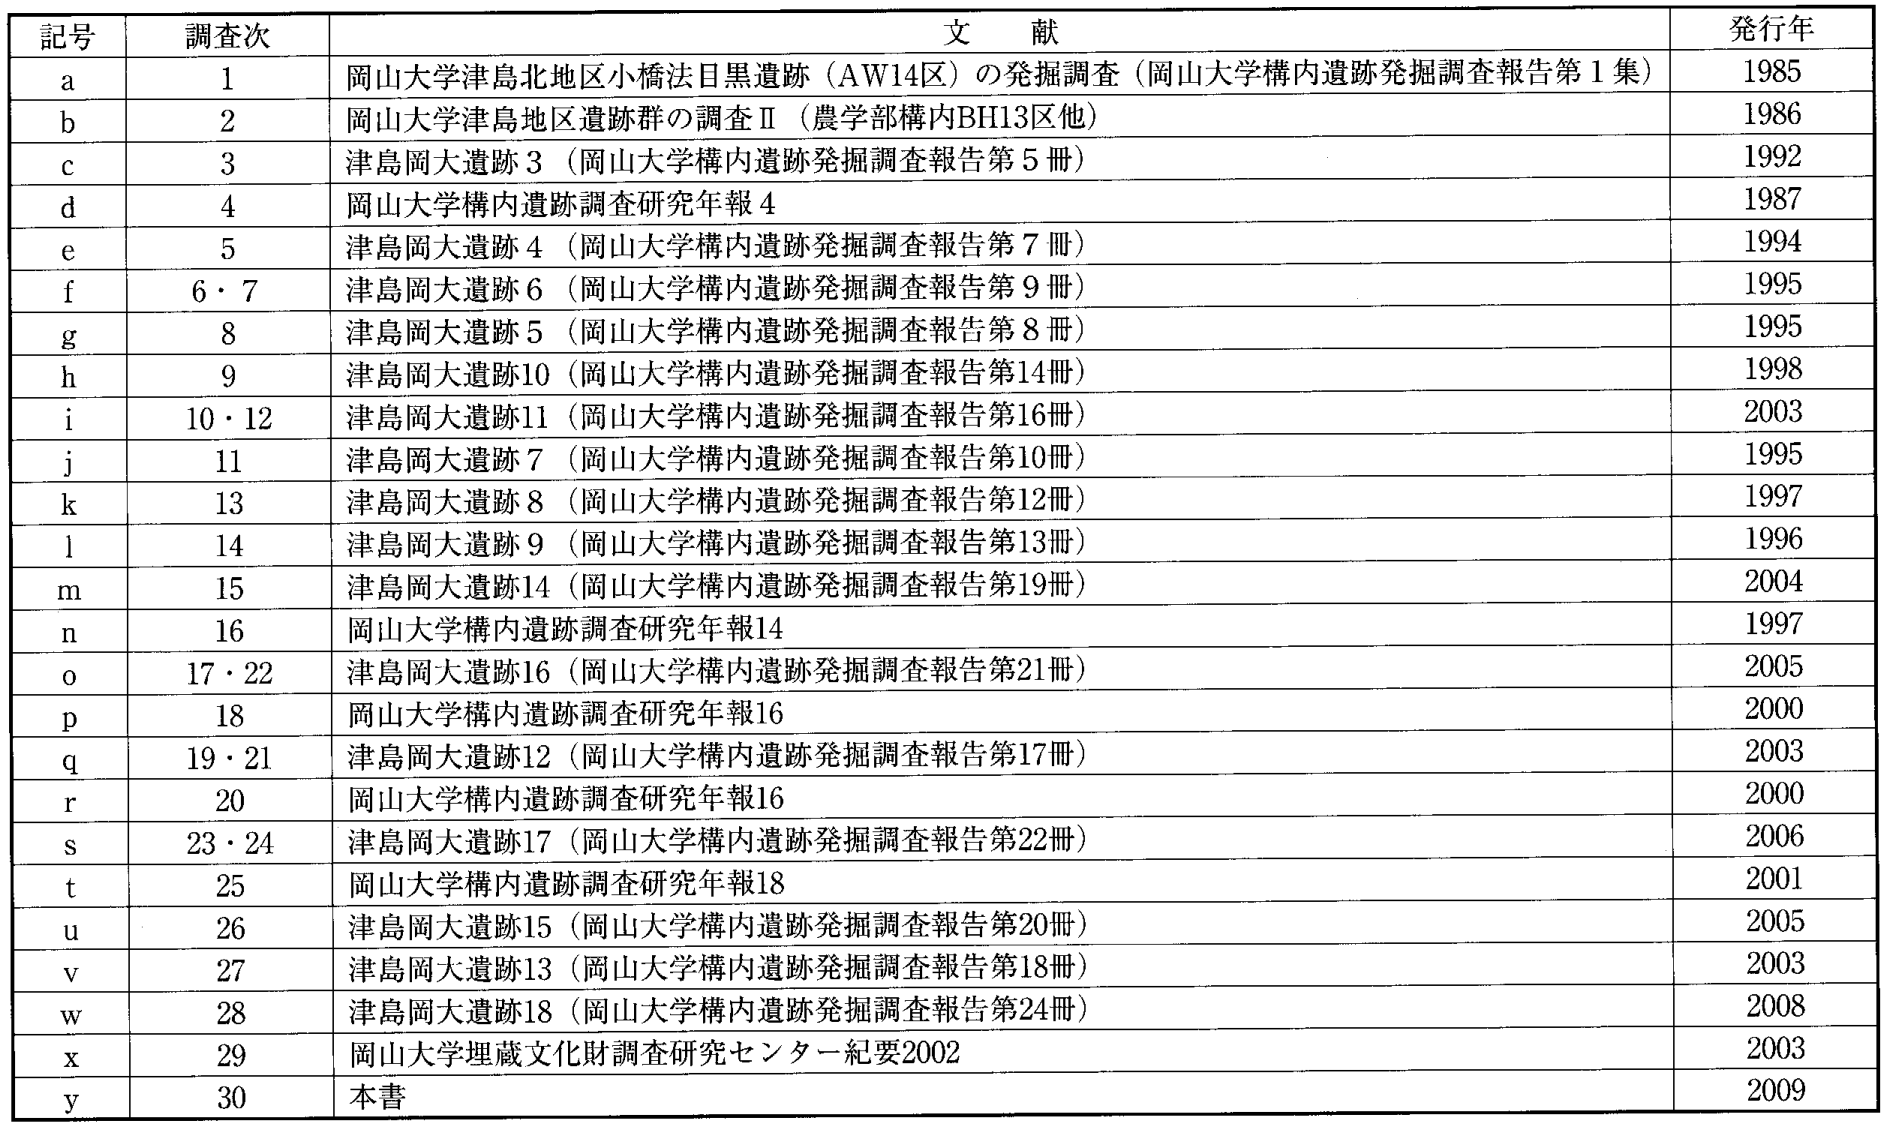 記号 調査次 文　献 発行年
a 1 岡山大学津島北地区小橋法目黒遺跡（AW14区）の発掘調査（岡山大学構内遺跡発掘調査報告第1集） 1985
b 2 岡山大学津島地区遺跡群の調査Ⅱ（農学部構内BH13区他） 1986
c 3 津島岡大遺跡3（岡山大学構内遺跡発掘調査報告第5冊） 1992
d 4 岡山大学構内遺跡調査研究年報4 1987
e 5 津島岡大遺跡4（岡山大学構内遺跡発掘調査報告第7冊） 1994
f 6・7 津島岡大遺跡6（岡山大学構内遺跡発掘調査報告第9冊） 1995
g 8 津島岡大遺跡5（岡山大学構内遺跡発掘調査報告第8冊） 1995
h 9 津島岡大遺跡10（岡山大学構内遺跡発掘調査報告第14冊） 1998
i 10・12 津島岡大遺跡11（岡山大学構内遺跡発掘調査報告第16冊） 2003
j 11 津島岡大遺跡7（岡山大学構内遺跡発掘調査報告第10冊） 1995
k 13 津島岡大遺跡8（岡山大学構内遺跡発掘調査報告第12冊） 1997
l 14 津島岡大遺跡9（岡山大学構内遺跡発掘調査報告第13冊） 1996
m 15 津島岡大遺跡14（岡山大学構内遺跡発掘調査報告第19冊） 2004
n 16 岡山大学構内遺跡調査研究年報14 1997
o 17・22 津島岡大遺跡16（岡山大学構内遺跡発掘調査報告第21冊） 2005
p 18 岡山大学構内遺跡調査研究年報16 2000
q 19・21 津島岡大遺跡12（岡山大学構内遺跡発掘調査報告第17冊） 2003
r 20 岡山大学構内遺跡調査研究年報16 2000
s 23・24 津島岡大遺跡17（岡山大学構内遺跡発掘調査報告第22冊） 2006
t 25 岡山大学構内遺跡調査研究年報18 2001
u 26 津島岡大遺跡15（岡山大学構内遺跡発掘調査報告第20冊） 2005
v 27 津島岡大遺跡13（岡山大学構内遺跡発掘調査報告第18冊） 2003
w 28 津島岡大遺跡18（岡山大学構内遺跡発掘調査報告第24冊） 2008
x 29 岡山大学埋蔵文化財調査研究センター紀要2002 2003
y 30 本書 2009